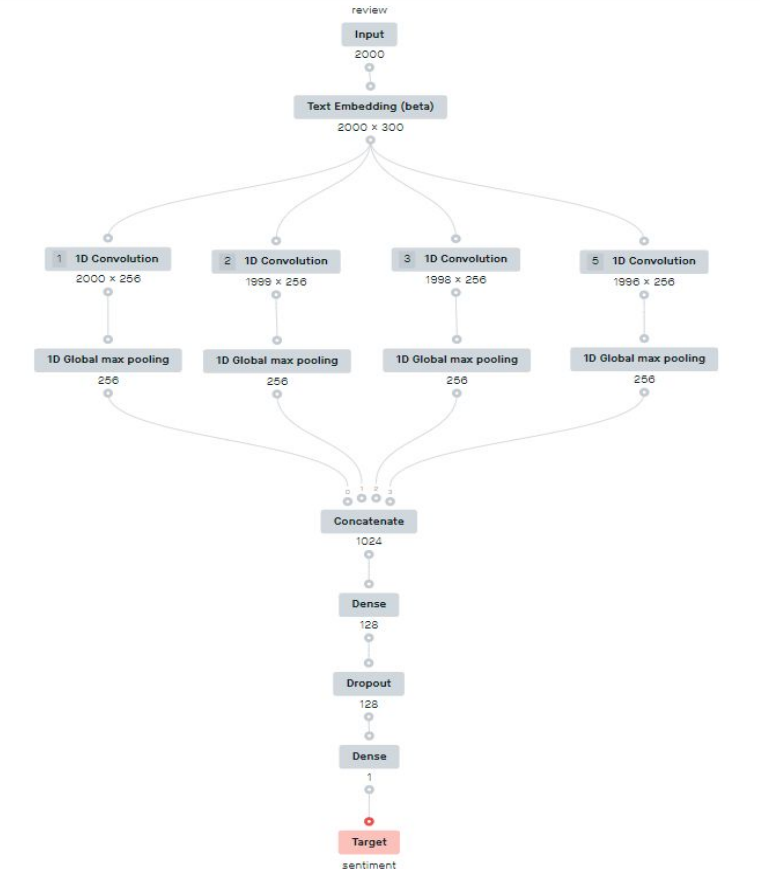 review
Input
2000
Text Embedding (beta)
2000 × 300
1 1D Convolution
2000 × 256
2 1D Convolution
1999 × 256
3 1D Convolution
1998 × 256
5 1D Convolution
1996 × 256
1D Global max pooling
256
1D Global max pooling
256
1D Global max pooling
256
1D Global max pooling
256
0 1 2 3
Concatenate
1024
Dense
128
Dropout
128
Dense
1
Target
sentiment